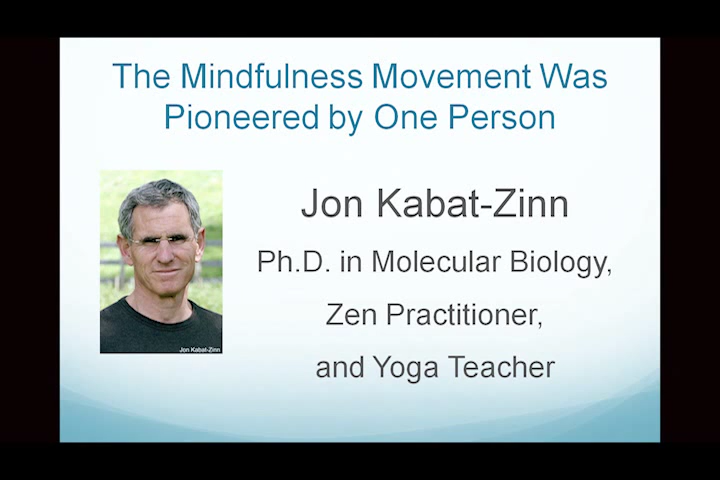 The Mindfulness Movement Was
Pioneered by One Person
Jon Kabat-Zinn
Ph.D. in Molecular Biology,
Zen Practitioner,
and Yoga Teacher
Jon Kabat-Zinn